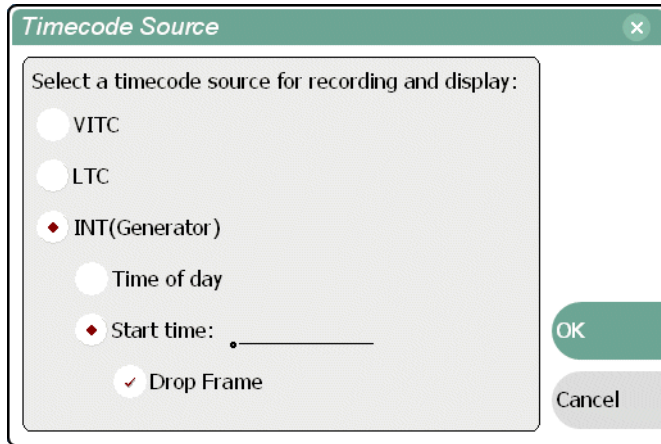 Timecode Source
Select a timecode source for recording and display:
VITC
LTC
INT(Generator)
Time of day
Start time:
Drop Frame
OK
Cancel